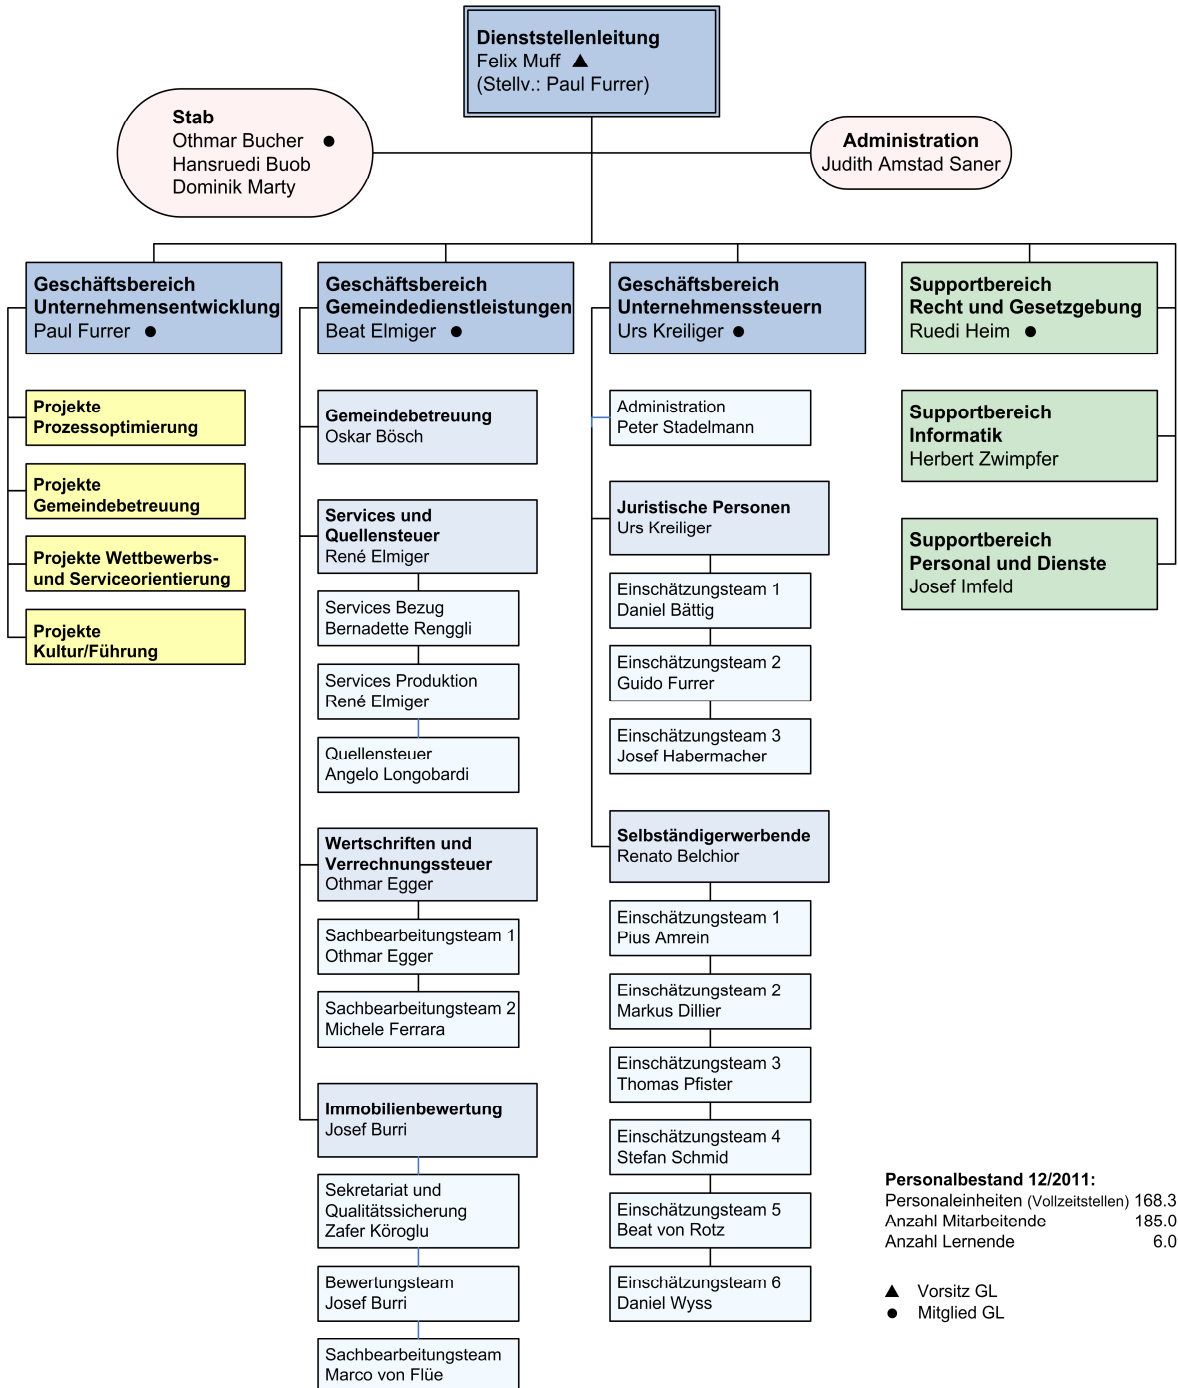 Dienststellenleitung
Felix Muff ▲
(Stellv.: Paul Furrer)
Stab
Othmar Bucher ●
Hansruedi Buob
Dominik Marty
Administration
Judith Amstad Saner
Geschäftsbereich
Unternehmensentwicklung
Paul Furrer ●
Projekte
Prozessoptimierung
Projekte
Gemeindebetreuung
Projekte Wettbewerbs-
und Serviceorientierung
Projekte
Kultur/Führung
Geschäftsbereich
Gemeindedienstleistungen
Beat Elmiger ●
Gemeindebetreuung
Oskar Bösch
Services und
Quellensteuer
René Elmiger
Services Bezug
Bernadette Renggli
Services Produktion
René Elmiger
Quellensteuer
Angelo Longobardi
Wertschriften und
Verrechnungssteuer
Othmar Egger
Sachbearbeitungsteam 1
Othmar Egger
Sachbearbeitungsteam 2
Michele Ferrara
Immobilienbewertung
Josef Burri
Sekretariat und
Qualitätssicherung
Zafer Köroglu
Bewertungsteam
Josef Burri
Sachbearbeitungsteam
Marco von Flüe
Geschäftsbereich
Unternehmenssteuern
Urs Kreiliger ●
Administration
Peter Stadelmann
Juristische Personen
Urs Kreiliger
Einschätzungsteam 1
Daniel Bättig
Einschätzungsteam 2
Guido Furrer
Einschätzungsteam 3
Josef Habermacher
Selbständigerwerbende
Renato Belchior
Einschätzungsteam 1
Pius Amrein
Einschätzungsteam 2
Markus Dillier
Einschätzungsteam 3
Thomas Pfister
Einschätzungsteam 4
Stefan Schmid
Einschätzungsteam 5
Beat von Rotz
Einschätzungsteam 6
Daniel Wyss
Supportbereich
Recht und Gesetzgebung
Ruedi Heim ●
Supportbereich
Informatik
Herbert Zwimpfer
Supportbereich
Personal und Dienste
Josef Imfeld
Personalbestand 12/2011:
Personaleinheiten (Vollzeitstellen) 168.3
Anzahl Mitarbeitende 185.0
Anzahl Lernende 6.0
▲ Vorsitz GL
● Mitglied GL